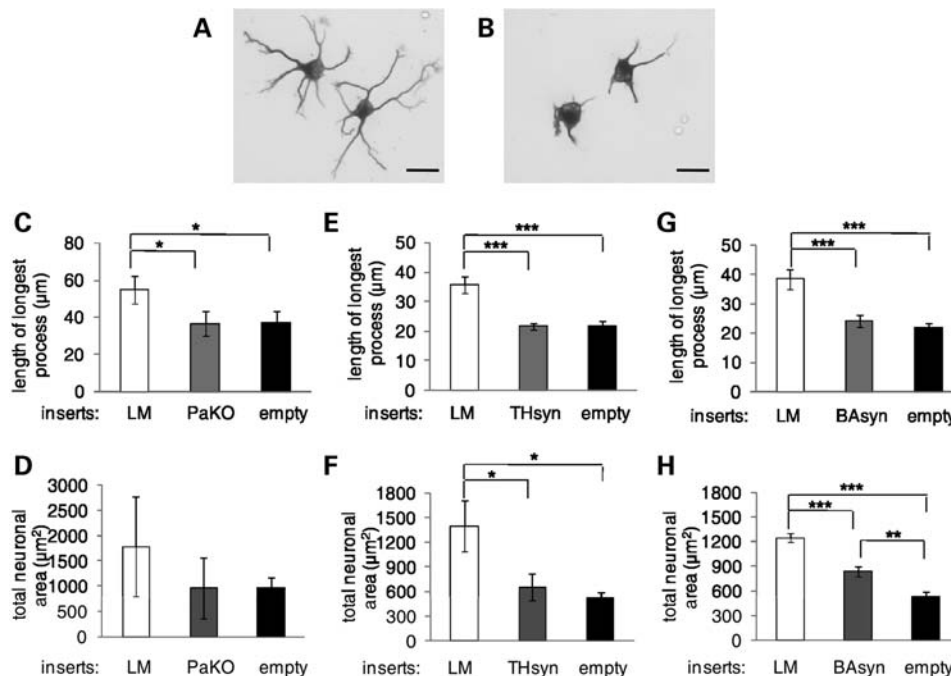 A
B
C
length of longest
process (µm)
80
60
40
20
0
*
*
inserts: LM PaKO empty
E
length of longest
process (µm)
50
40
30
20
10
0
***
***
inserts: LM THsyn empty
G
length of longest
process (µm)
50
40
30
20
10
0
***
***
inserts: LM BAsyn empty
D
total neuronal
area (µm²)
3000
2500
2000
1500
1000
500
0
inserts: LM PaKO empty
F
total neuronal
area (µm²)
1800
1500
1200
900
600
300
0
*
*
inserts: LM THsyn empty
H
total neuronal
area (µm²)
1800
1500
1200
900
600
300
0
***
***
**
inserts: LM BAsyn empty